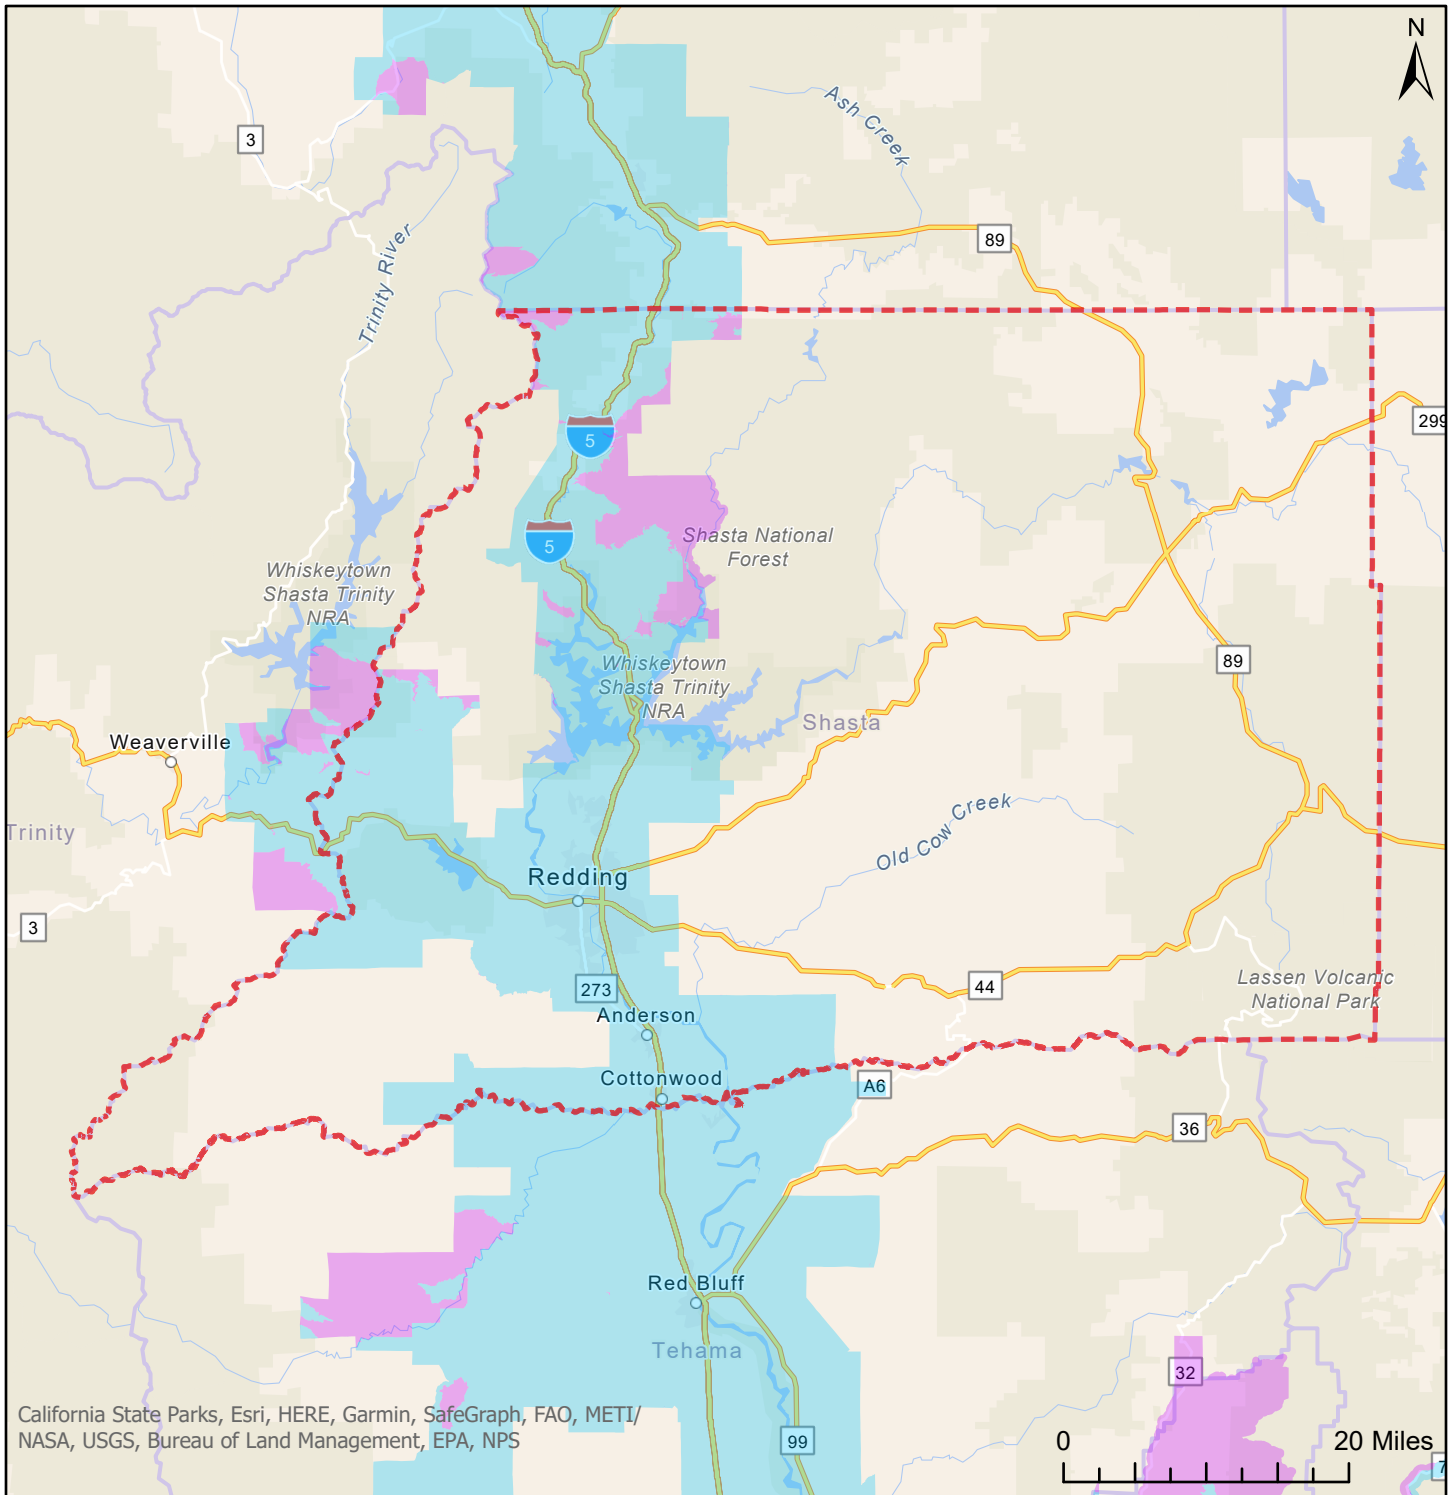 N
Ash Creek
3
89
Trinity River
299
5
5
Shasta National
Forest
Whiskeytown
Shasta Trinity
NRA
Whiskeytown
Shasta Trinity
NRA
89
Shasta
Weaverville
Trinity
Old Cow Creek
Redding
3
273
44
Lassen Volcanic
National Park
Anderson
Cottonwood
A6
36
Red Bluff
Tehama
32
California State Parks, Esri, HERE, Garmin, SafeGraph, FAO, METI/
NASA, USGS, Bureau of Land Management, EPA, NPS
99
0 20 Miles